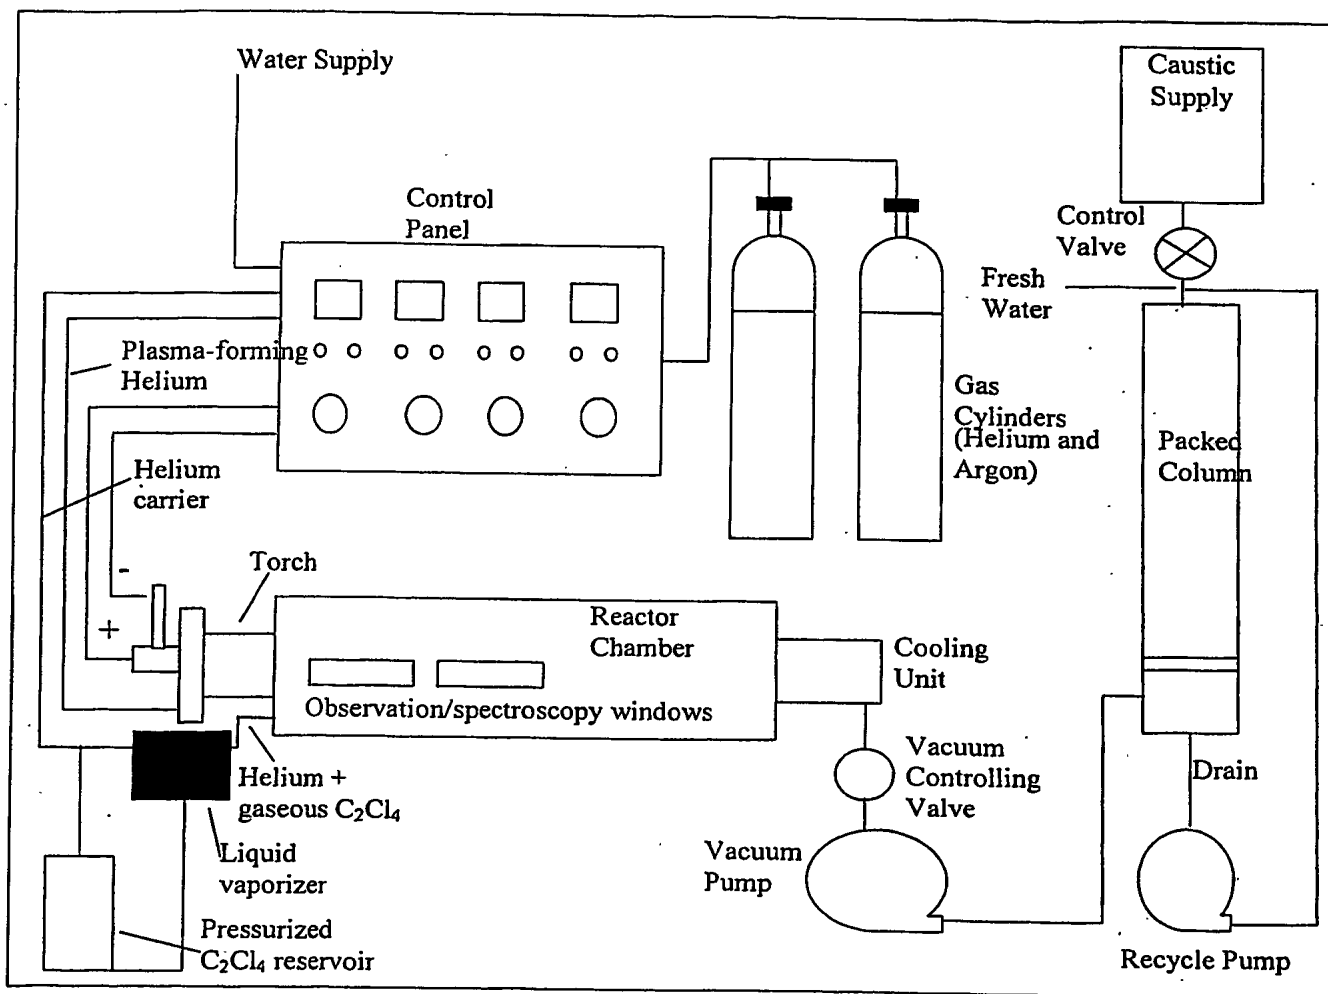 Water Supply
Caustic
Supply
Control
Panel
Control
Valve
Fresh
Water
Plasma-forming
Helium
Gas
Cylinders
(Helium and
Argon)
Packed
Column
Helium
carrier
Torch
-
+
Reactor
Chamber
Cooling
Unit
Observation/spectroscopy windows
Helium +
gaseous C₂Cl₄
Vacuum
Controlling
Valve
Drain
Liquid
vaporizer
Vacuum
Pump
Pressurized
C₂Cl₄ reservoir
Recycle Pump